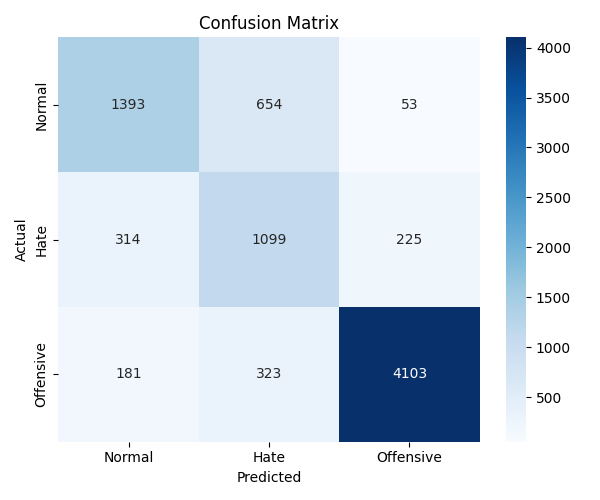 Confusion Matrix
Normal 1393 654 53
Hate 314 1099 225
Offensive 181 323 4103
Normal Hate Offensive
Predicted
Actual
4000
3500
3000
2500
2000
1500
1000
500